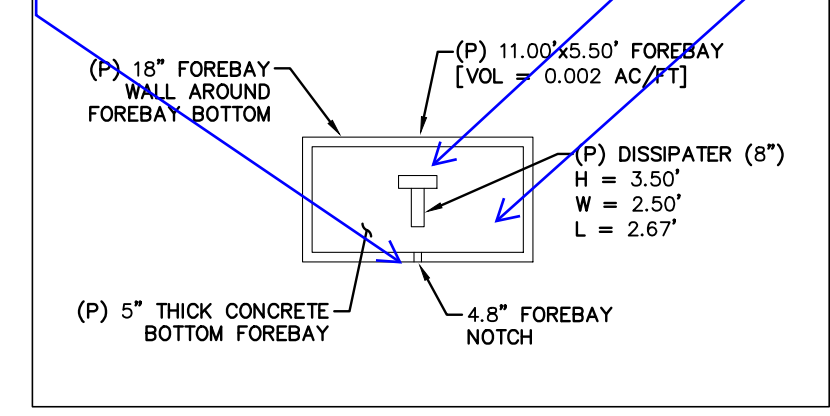 (P) 18" FOREBAY
WALL AROUND
FOREBAY BOTTOM
(P) 11.00'x5.50' FOREBAY
[VOL = 0.002 AC/FT]
(P) DISSIPATER (8")
H = 3.50'
W = 2.50'
L = 2.67'
(P) 5" THICK CONCRETE
BOTTOM FOREBAY
4.8" FOREBAY
NOTCH